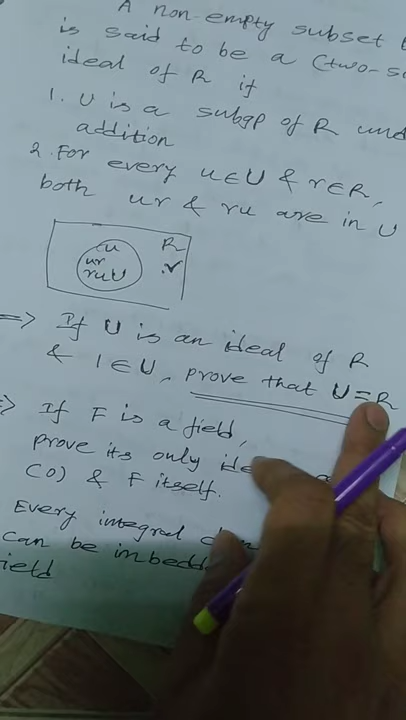 A non-empty subset
is said to be a (two-s
ideal of R if
1. U is a subgp of R und
addition
2. For every u∈U & r∈R,
both ur & ru are in U
u R
ur .r
ru U
=> If U is an ideal of R
& 1∈U, prove that U=R
=> If F is a field,
prove its only ide
(0) & F itself.
Every integral
can be imbedd
ield